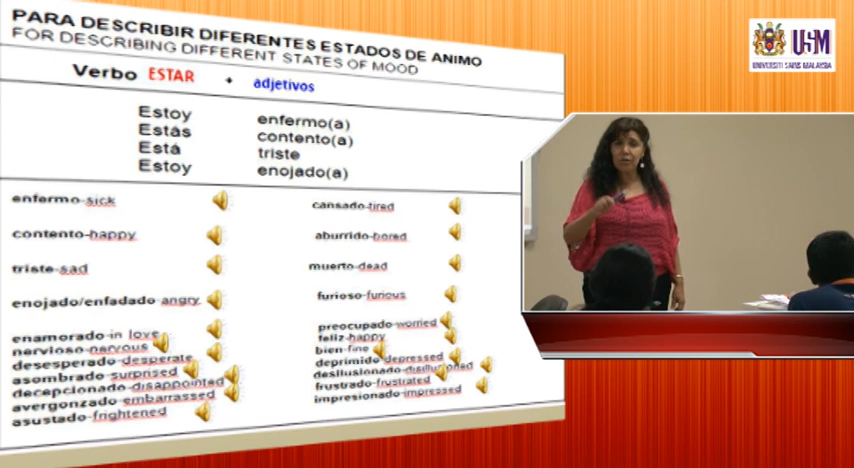 PARA DESCRIBIR DIFERENTES ESTADOS DE ANIMO
FOR DESCRIBING DIFFERENT STATES OF MOOD
Verbo ESTAR + adjetivos
Estoy enfermo(a)
Estás contento(a)
Está triste
Estoy enojado(a)
enfermo-sick
contento-happy
triste-sad
enojado/enfadado-angry
enamorado-in love
nervioso-nervous
desesperado-desperate
asombrado-surprised
decepcionado-disappointed
avergonzado-embarrassed
asustado-frightened
cansado-tired
aburrido-bored
muerto-dead
furioso-furious
preocupado-worried
feliz-happy
bien-fine
deprimido-depressed
desilusionado-disillusioned
frustrado-frustrated
impresionado-impressed
USM
UNIVERSITI SAINS MALAYSIA